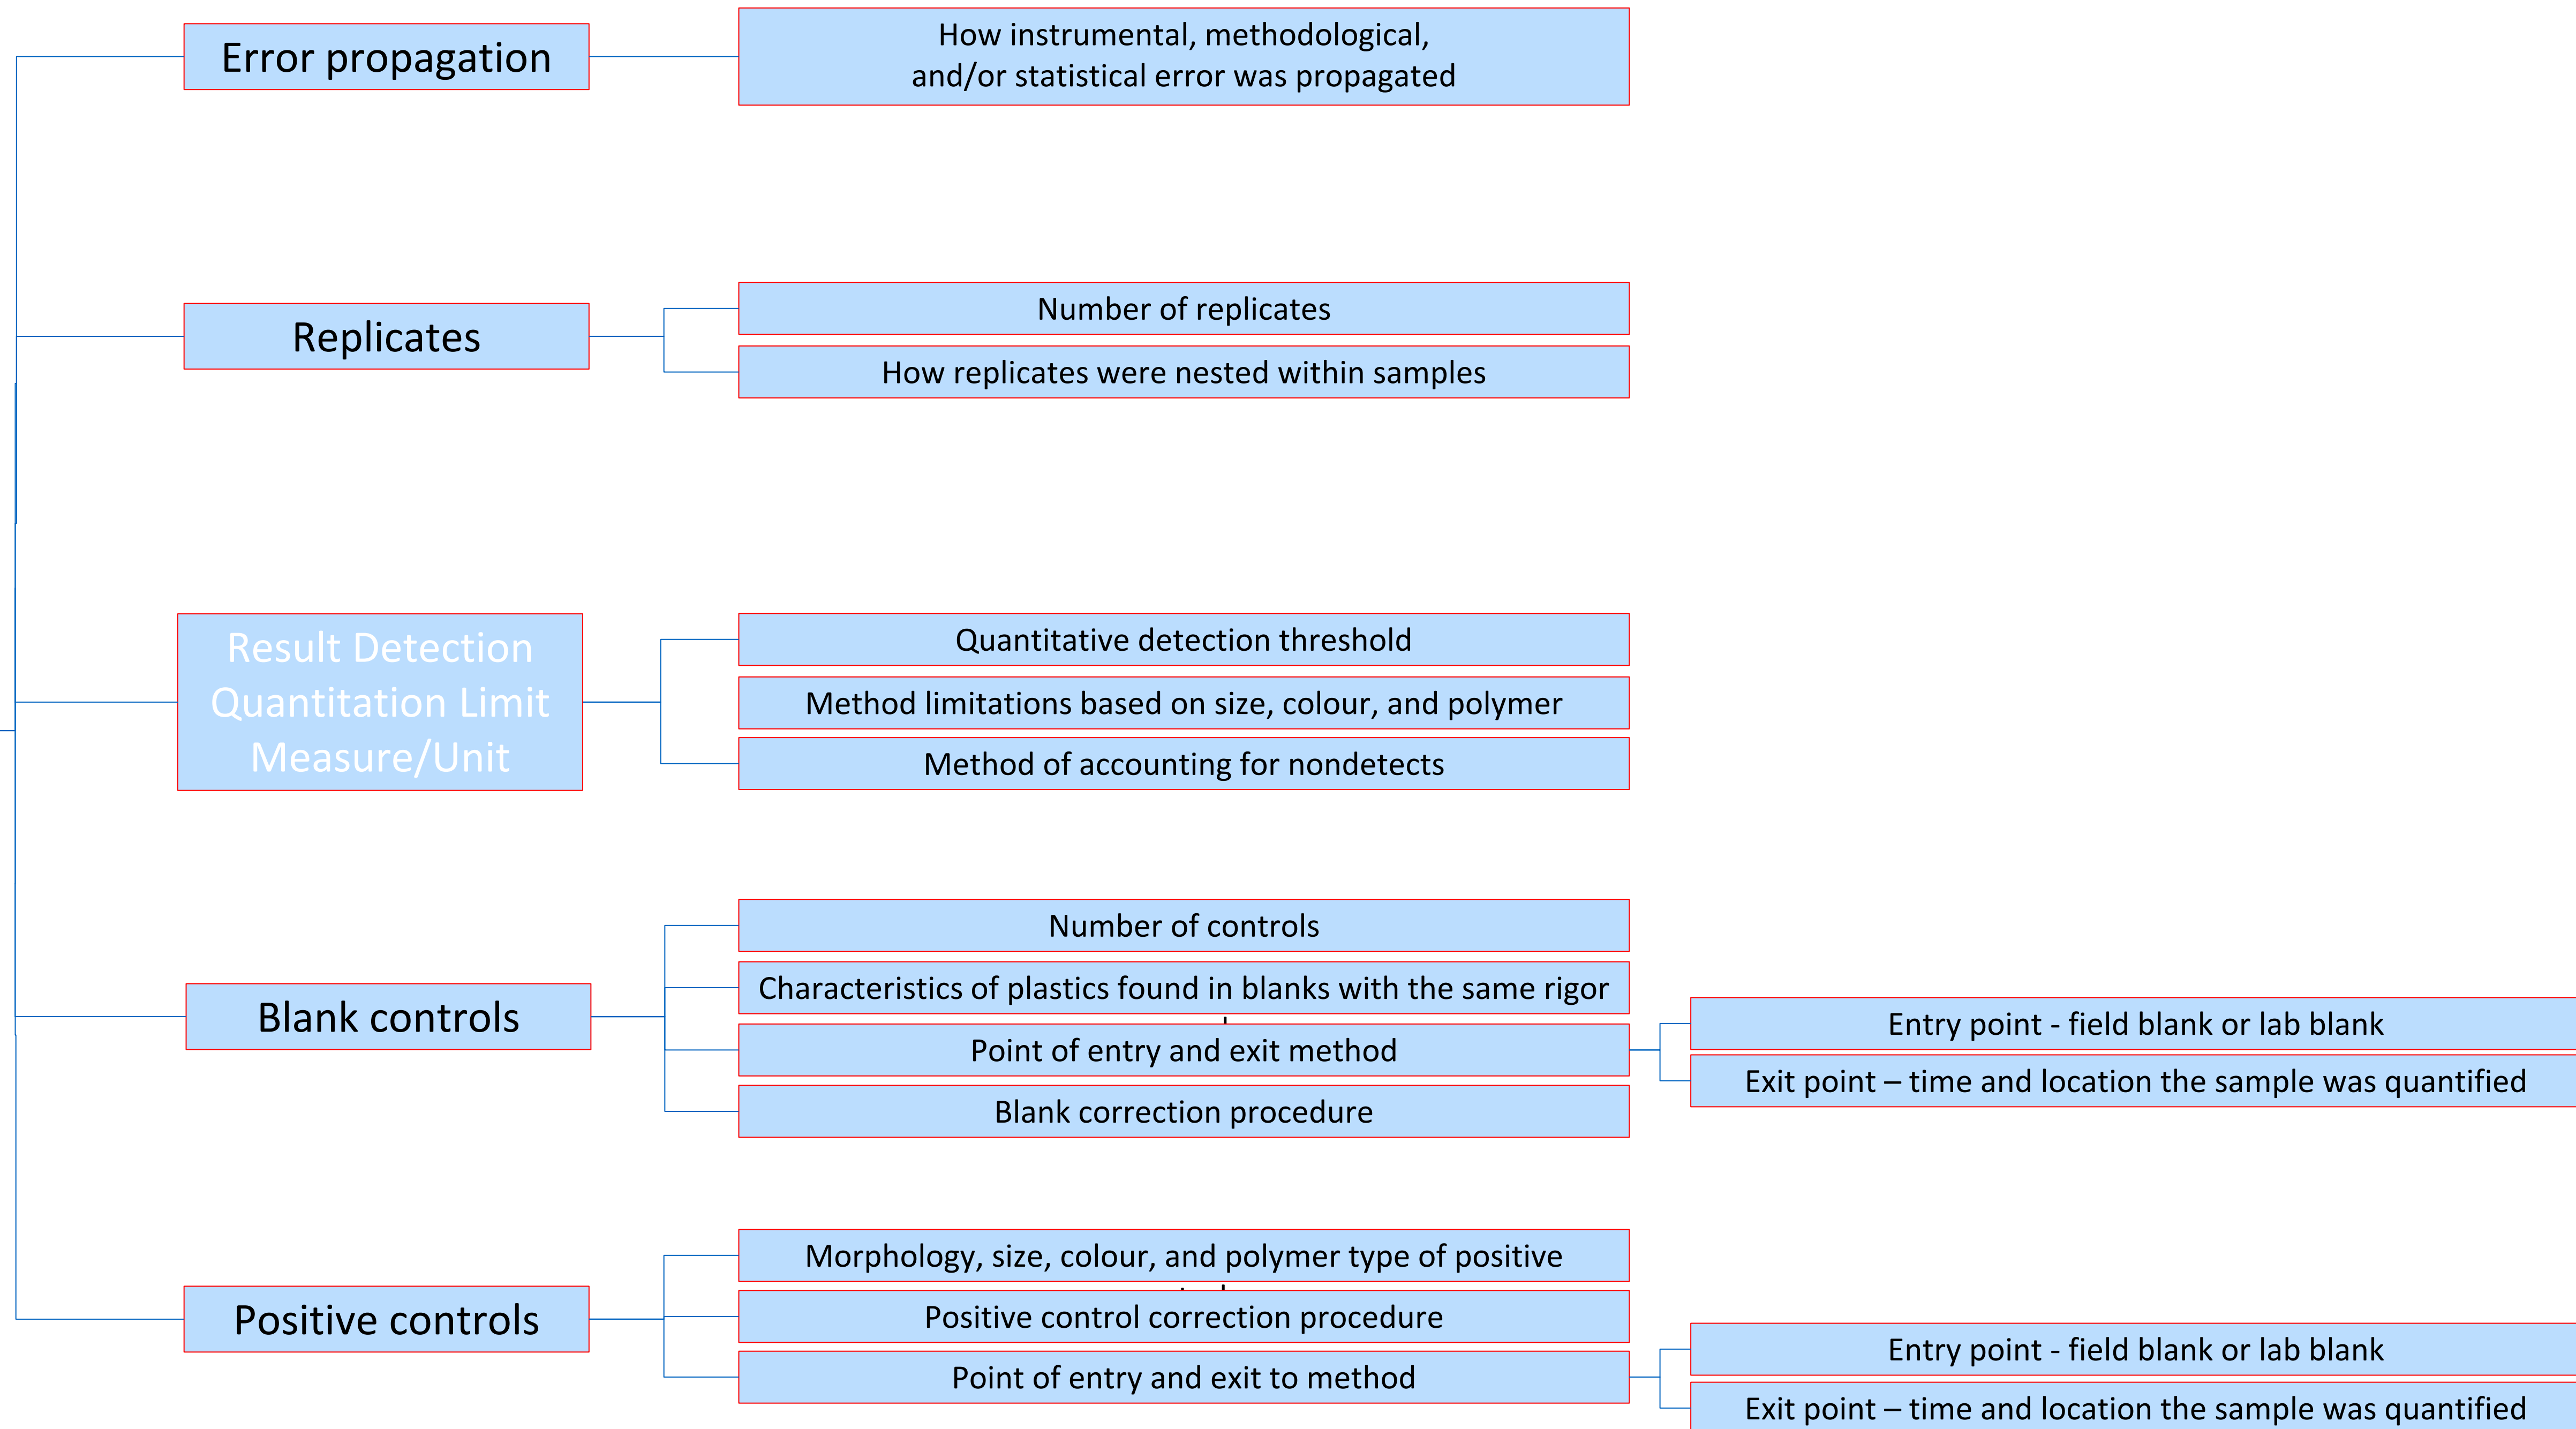 Error propagation
How instrumental, methodological,
and/or statistical error was propagated
Replicates
Number of replicates
How replicates were nested within samples
Result Detection
Quantitation Limit
Measure/Unit
Quantitative detection threshold
Method limitations based on size, colour, and polymer
Method of accounting for nondetects
Blank controls
Number of controls
Characteristics of plastics found in blanks with the same rigor
Point of entry and exit method
Entry point - field blank or lab blank
Exit point – time and location the sample was quantified
Blank correction procedure
Positive controls
Morphology, size, colour, and polymer type of positive
Positive control correction procedure
Point of entry and exit to method
Entry point - field blank or lab blank
Exit point – time and location the sample was quantified